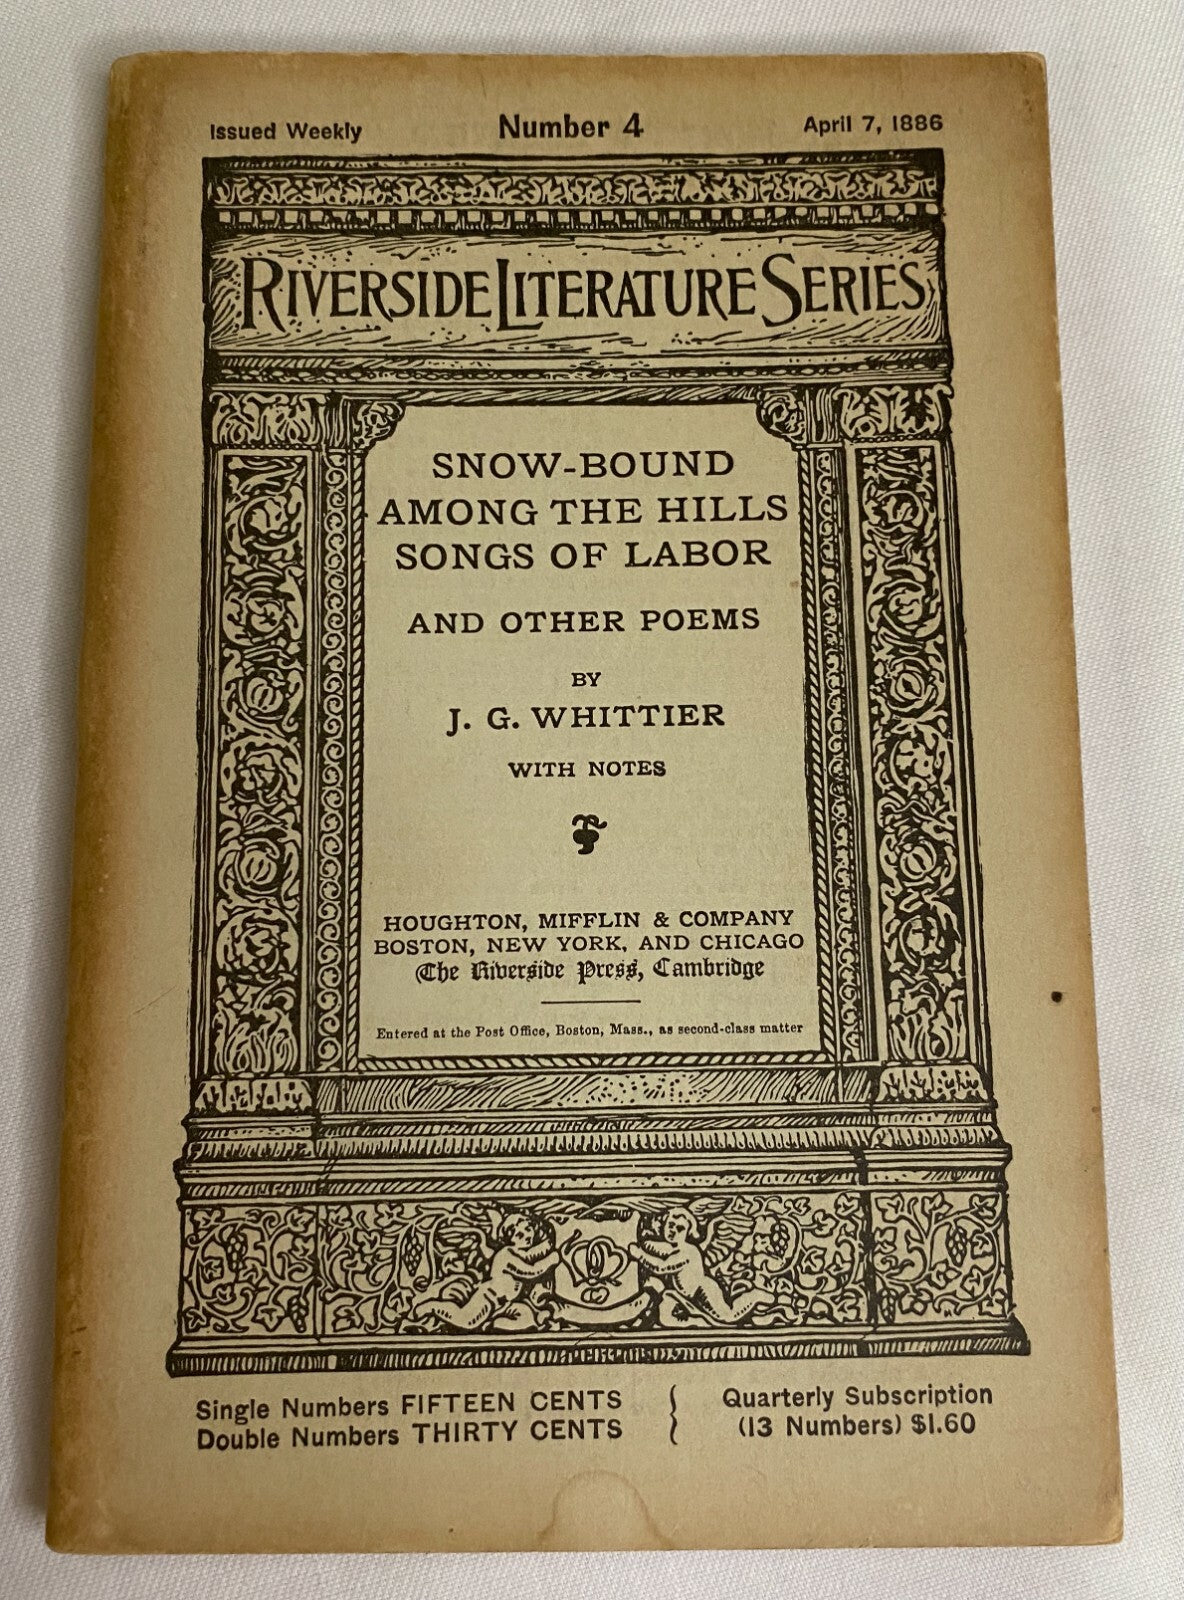 Issued Weekly Number 4 April 7, 1886
RIVERSIDE LITERATURE SERIES
SNOW-BOUND
AMONG THE HILLS
SONGS OF LABOR
AND OTHER POEMS
BY
J. G. WHITTIER
WITH NOTES
HOUGHTON, MIFFLIN & COMPANY
BOSTON, NEW YORK, AND CHICAGO
The Riverside Press, Cambridge
Entered at the Post Office, Boston, Mass., as second-class matter
Single Numbers FIFTEEN CENTS
Double Numbers THIRTY CENTS
Quarterly Subscription
(13 Numbers) $1.60